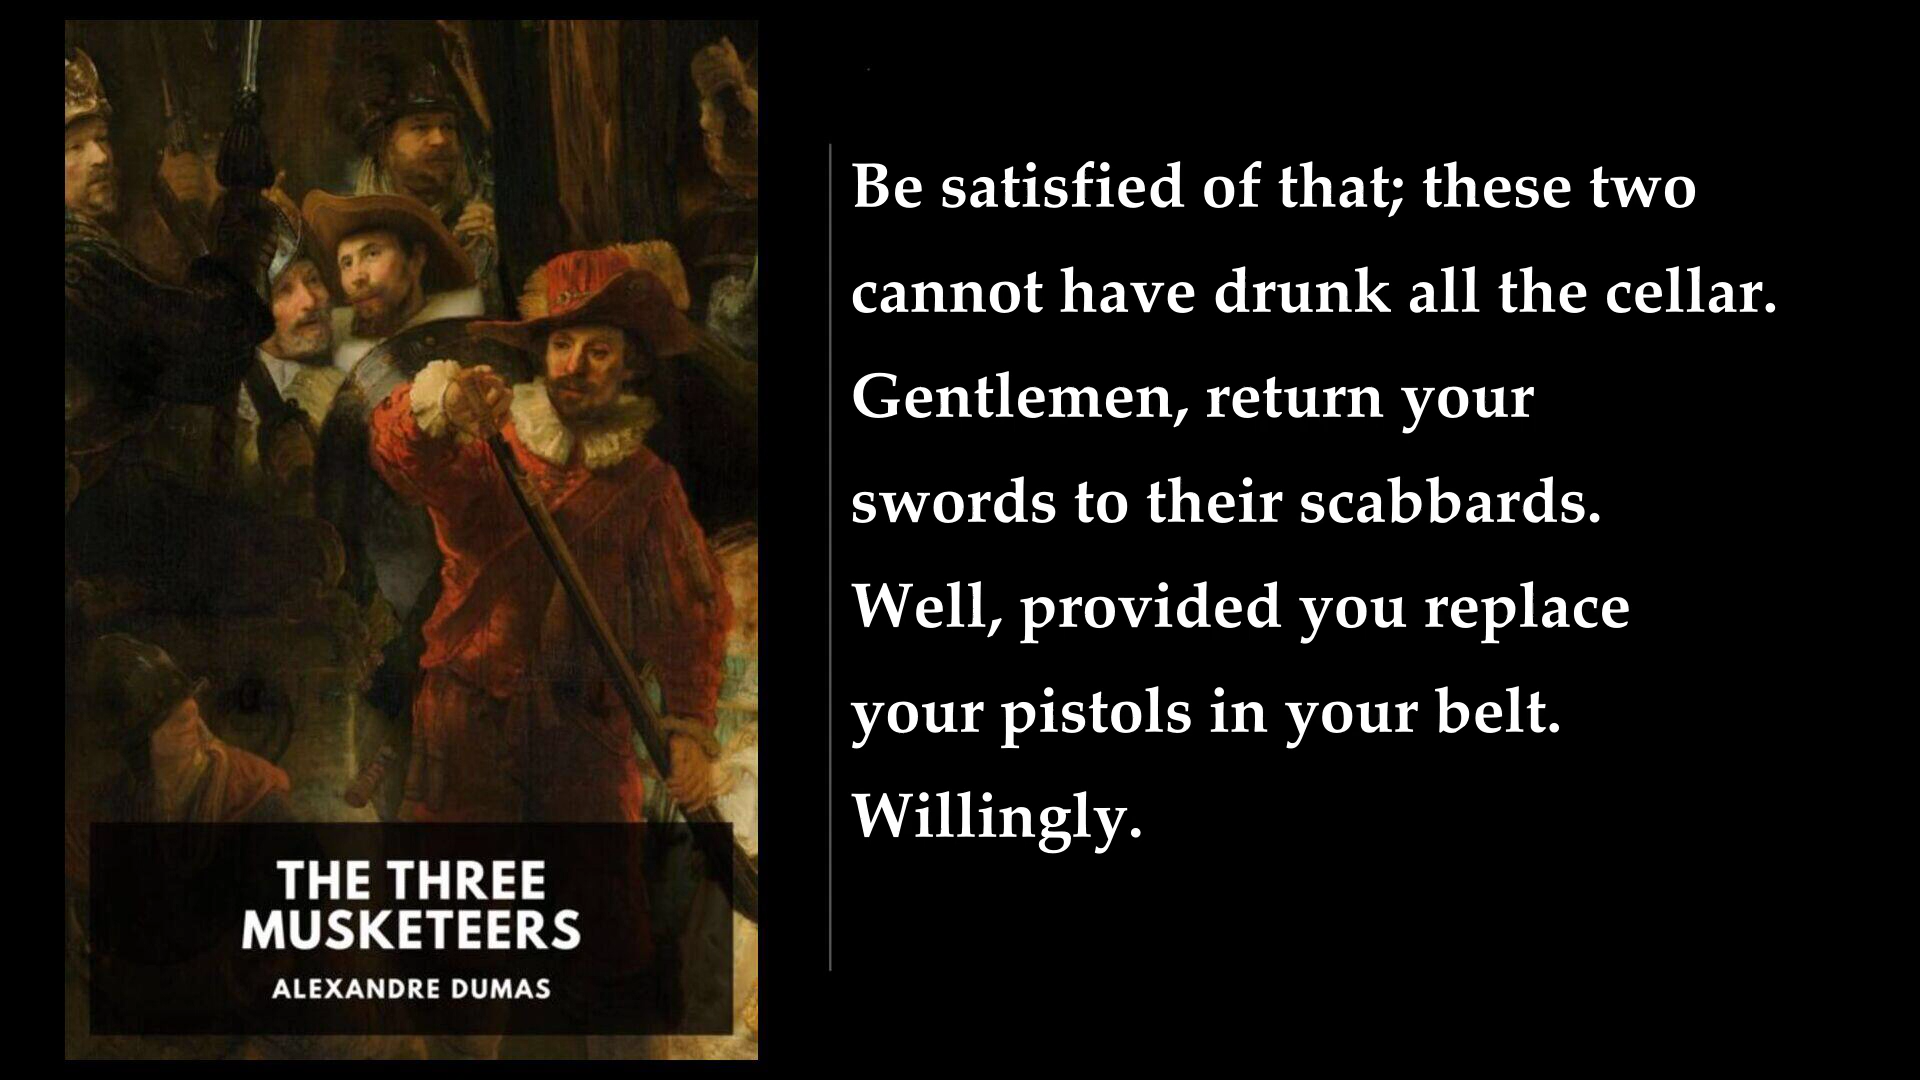 THE THREE
MUSKETEERS
ALEXANDRE DUMAS
Be satisfied of that; these two
cannot have drunk all the cellar.
Gentlemen, return your
swords to their scabbards.
Well, provided you replace
your pistols in your belt.
Willingly.